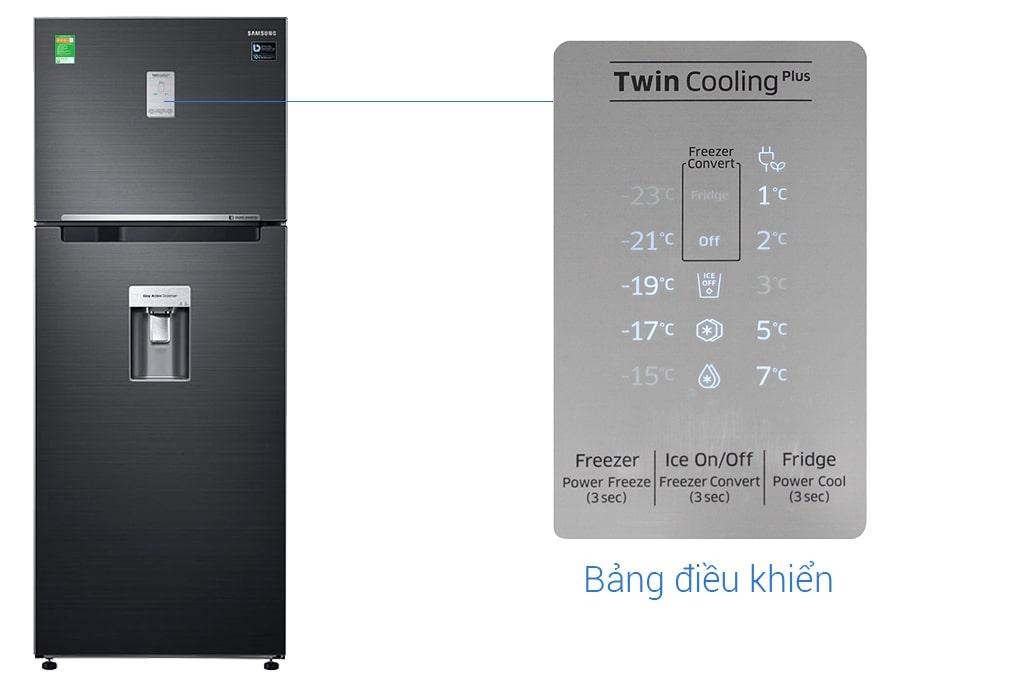 SAMSUNG
Twin Cooling Plus
Freezer
Convert
-23°C Fridge 1°C
-21°C Off 2°C
-19°C ICE OFF 3°C
-17°C 5°C
-15°C 7°C
Freezer Ice On/Off Fridge
Power Freeze Freezer Convert Power Cool
(3 sec) (3 sec) (3 sec)
Bảng điều khiển